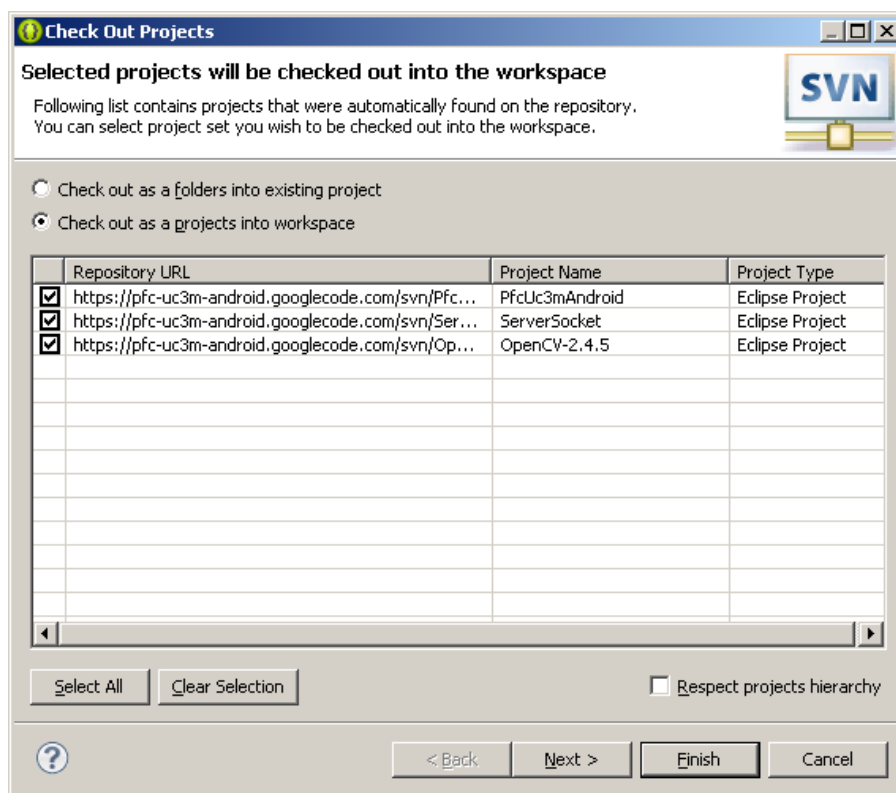 Check Out Projects
Selected projects will be checked out into the workspace
Following list contains projects that were automatically found on the repository.
You can select project set you wish to be checked out into the workspace.
SVN
Check out as a folders into existing project
Check out as a projects into workspace
Repository URL Project Name Project Type
https://pfc-uc3m-android.googlecode.com/svn/Pfc... PfcUc3mAndroid Eclipse Project
https://pfc-uc3m-android.googlecode.com/svn/Ser... ServerSocket Eclipse Project
https://pfc-uc3m-android.googlecode.com/svn/Op... OpenCV-2.4.5 Eclipse Project
Select All Clear Selection Respect projects hierarchy
? < Back Next > Finish Cancel